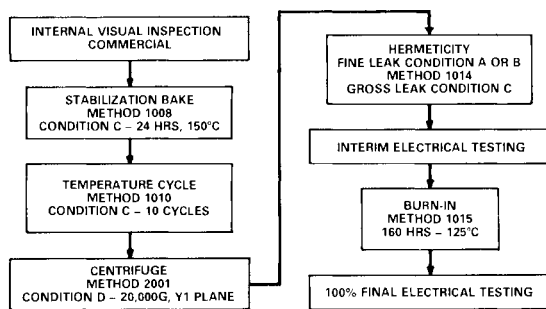 INTERNAL VISUAL INSPECTION
COMMERCIAL
STABILIZATION BAKE
METHOD 1008
CONDITION C – 24 HRS, 150°C
TEMPERATURE CYCLE
METHOD 1010
CONDITION C – 10 CYCLES
CENTRIFUGE
METHOD 2001
CONDITION D – 20,000G, Y1 PLANE
HERMETICITY
FINE LEAK CONDITION A OR B
METHOD 1014
GROSS LEAK CONDITION C
INTERIM ELECTRICAL TESTING
BURN-IN
METHOD 1015
160 HRS – 125°C
100% FINAL ELECTRICAL TESTING